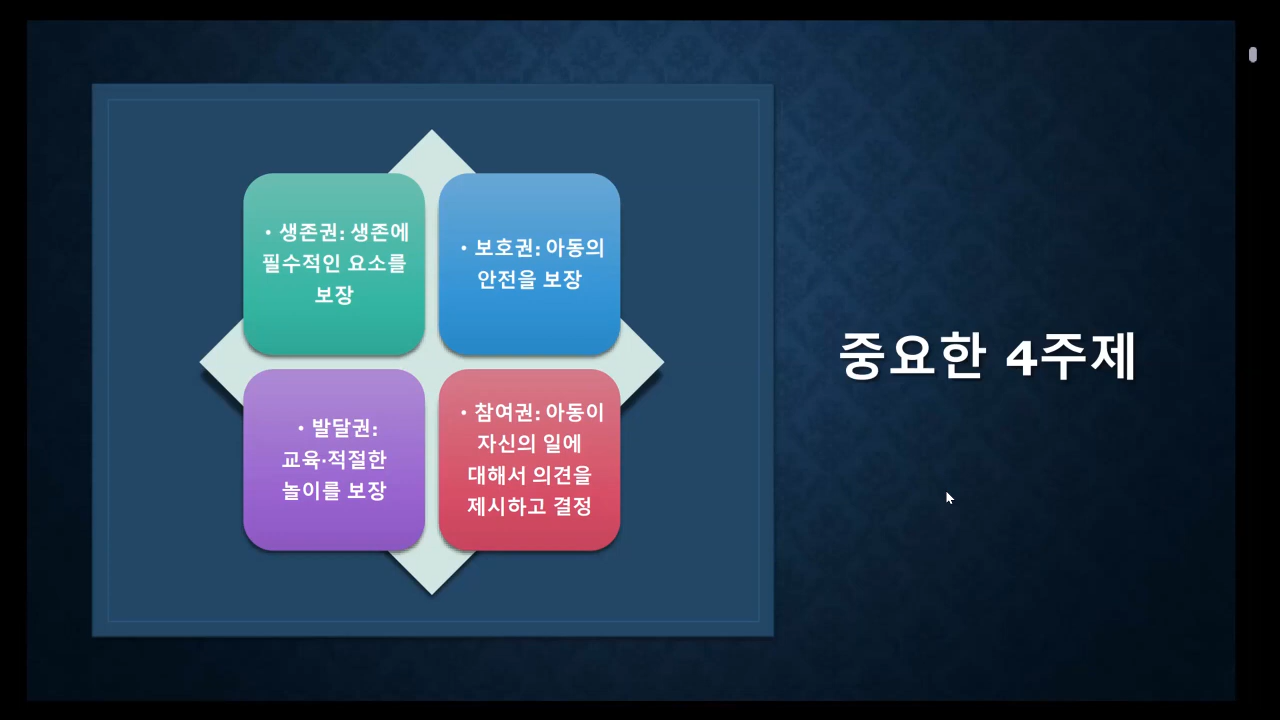 • 생존권: 생존에
필수적인 요소를
보장
• 보호권: 아동의
안전을 보장
• 발달권:
교육·적절한
놀이를 보장
• 참여권: 아동이
자신의 일에
대해서 의견을
제시하고 결정
중요한 4주제